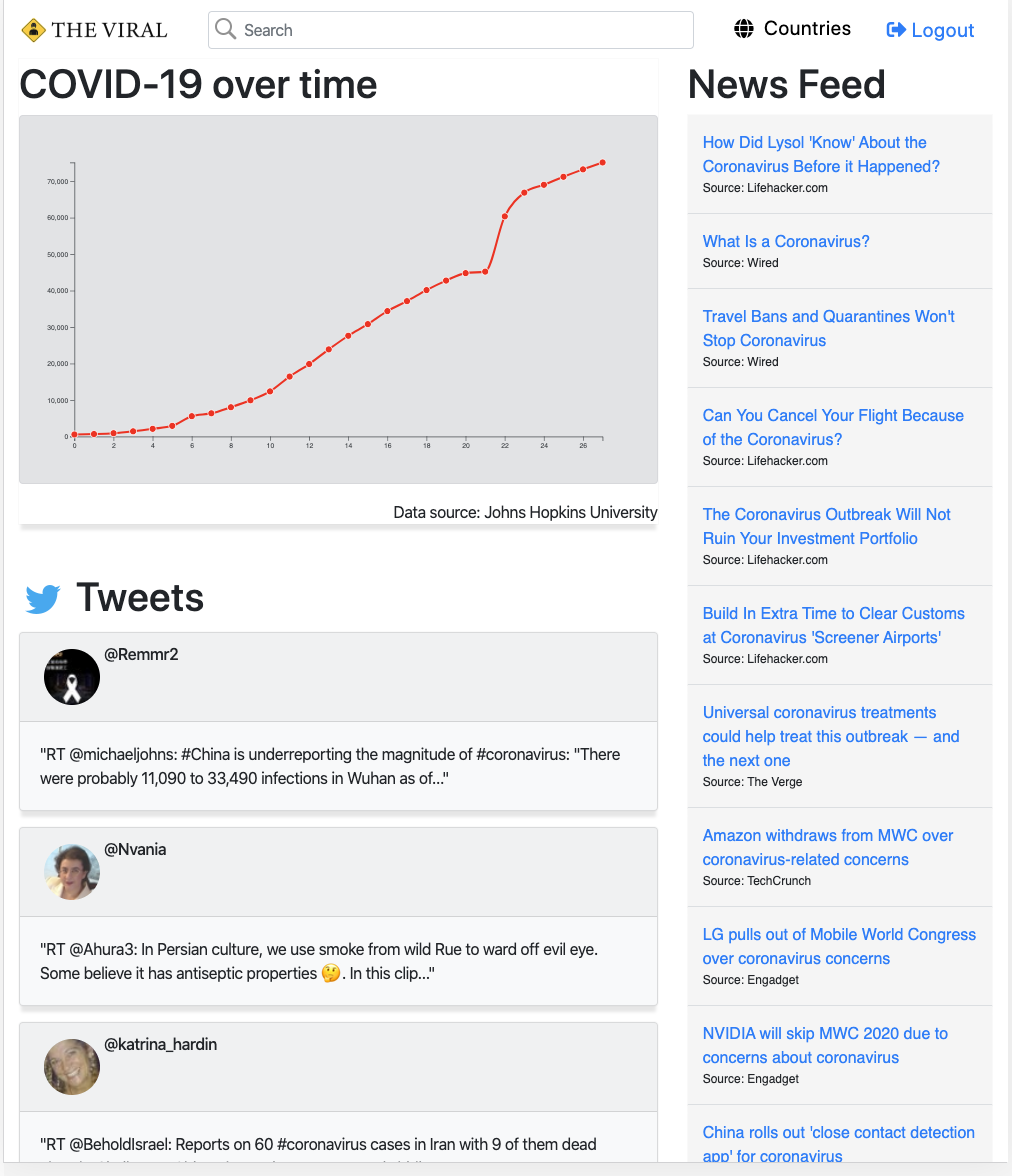 THE VIRAL
Search
Countries
Logout
COVID-19 over time
70,000
60,000
50,000
40,000
30,000
20,000
10,000
0
0 2 4 6 8 10 12 14 16 18 20 22 24 26
Data source: Johns Hopkins University
Tweets
@Remmr2
"RT @michaeljohns: #China is underreporting the magnitude of #coronavirus: "There
were probably 11,090 to 33,490 infections in Wuhan as of..."
@Nvania
"RT @Ahura3: In Persian culture, we use smoke from wild Rue to ward off evil eye.
Some believe it has antiseptic properties 🤔. In this clip..."
@katrina_hardin
"RT @BeholdIsrael: Reports on 60 #coronavirus cases in Iran with 9 of them dead
News Feed
How Did Lysol 'Know' About the
Coronavirus Before it Happened?
Source: Lifehacker.com
What Is a Coronavirus?
Source: Wired
Travel Bans and Quarantines Won't
Stop Coronavirus
Source: Wired
Can You Cancel Your Flight Because
of the Coronavirus?
Source: Lifehacker.com
The Coronavirus Outbreak Will Not
Ruin Your Investment Portfolio
Source: Lifehacker.com
Build In Extra Time to Clear Customs
at Coronavirus 'Screener Airports'
Source: Lifehacker.com
Universal coronavirus treatments
could help treat this outbreak — and
the next one
Source: The Verge
Amazon withdraws from MWC over
coronavirus-related concerns
Source: TechCrunch
LG pulls out of Mobile World Congress
over coronavirus concerns
Source: Engadget
NVIDIA will skip MWC 2020 due to
concerns about coronavirus
Source: Engadget
China rolls out 'close contact detection
app' for coronavirus